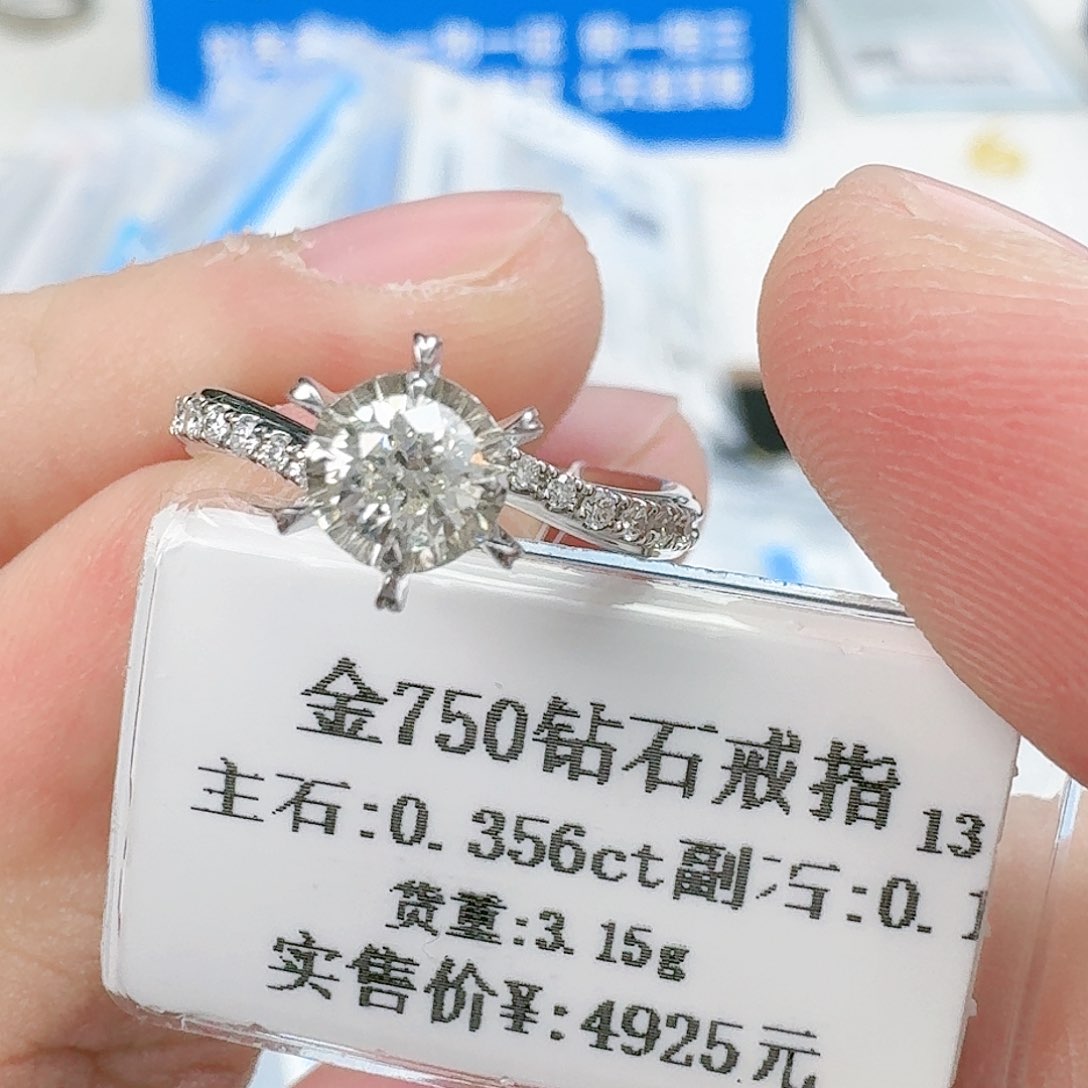 金750钻石戒指 13
主石:0.356ct副石:0.1
货重:3.15g
实售价¥:4925元